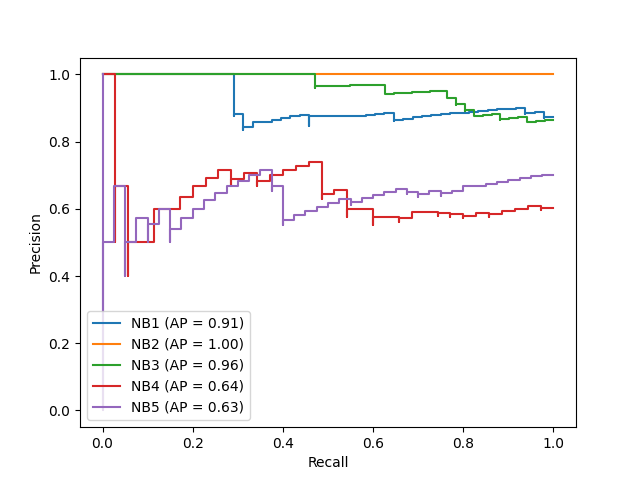 1.0
0.8
0.6
0.4
0.2
0.0
Precision
NB1 (AP = 0.91)
NB2 (AP = 1.00)
NB3 (AP = 0.96)
NB4 (AP = 0.64)
NB5 (AP = 0.63)
0.0 0.2 0.4 0.6 0.8 1.0
Recall